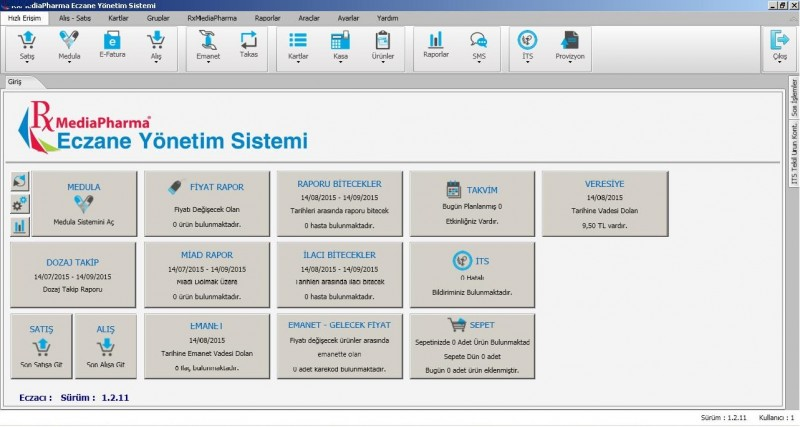 RxMediaPharma Eczane Yönetim Sistemi
Hızlı Erişim Alış - Satış Kartlar Gruplar RxMediaPharma Raporlar Araçlar Ayarlar Yardım
Satış Medula E-Fatura Alış Emanet Takas Kartlar Kasa Ürünler Raporlar SMS İTS Provizyon Çıkış
Giriş
Son İşlemler
İTS Tekil Ürün Kont.
Rx MediaPharma®
Eczane Yönetim Sistemi
MEDULA
Medula Sistemini Aç
FİYAT RAPOR
Fiyatı Değişecek Olan
0 ürün bulunmaktadır.
RAPORU BİTECEKLER
14/08/2015 - 14/09/2015
Tarihleri arasında raporu bitecek
0 hasta bulunmaktadır.
TAKVİM
Bugün Planlanmış 0
Etkinliğiniz Vardır.
VERESİYE
14/08/2015
Tarihine Vadesi Dolan
9,50 TL vardır.
DOZAJ TAKİP
14/07/2015 - 14/09/2015
Dozaj Takip Raporu
MİAD RAPOR
14/07/2015 - 14/09/2015
Miadı Dolmak Üzere
0 ürün bulunmaktadır.
İLACI BİTECEKLER
14/08/2015 - 14/09/2015
Tarihleri arasında ilacı bitecek
0 hasta bulunmaktadır.
İTS
0 Hatalı
Bildiriminiz Bulunmaktadır.
SATIŞ
Son Satışa Git
ALIŞ
Son Alışa Git
EMANET
14/08/2015
Tarihine Emanet Vadesi Dolan
0 İlaç bulunmaktadır.
EMANET - GELECEK FİYAT
Fiyatı değişecek ürünler arasında
emanette olan
0 adet karekod bulunmaktadır.
SEPET
Sepetinizde 0 Adet Ürün Bulunmaktad
Sepete Dün 0 adet
Bugün 0 adet ürün eklenmiştir.
Eczacı : Sürüm : 1.2.11
Sürüm : 1.2.11 Kullanıcı : 1